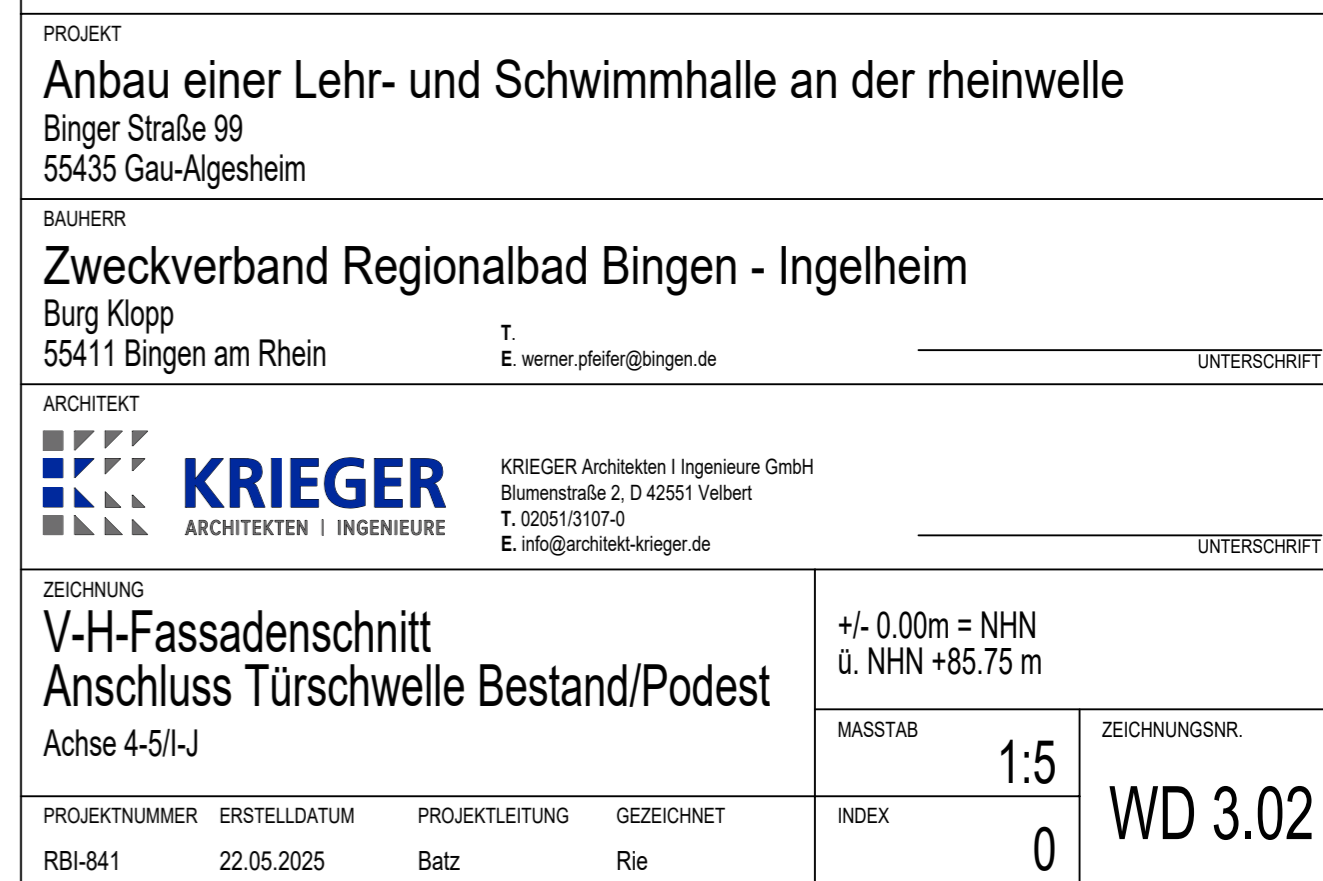 PROJEKT
Anbau einer Lehr- und Schwimmhalle an der rheinwelle
Binger Straße 99
55435 Gau-Algesheim
BAUHERR
Zweckverband Regionalbad Bingen - Ingelheim
Burg Klopp
55411 Bingen am Rhein
T.
E. werner.pfeifer@bingen.de
UNTERSCHRIFT
ARCHITEKT
KRIEGER
ARCHITEKTEN | INGENIEURE
KRIEGER Architekten I Ingenieure GmbH
Blumenstraße 2, D 42551 Velbert
T. 02051/3107-0
E. info@architekt-krieger.de
UNTERSCHRIFT
ZEICHNUNG
V-H-Fassadenschnitt
Anschluss Türschwelle Bestand/Podest
Achse 4-5/I-J
+/- 0.00m = NHN
ü. NHN +85.75 m
MASSTAB
1:5
ZEICHNUNGSNR.
WD 3.02
PROJEKTNUMMER ERSTELLDATUM PROJEKTLEITUNG GEZEICHNET
RBI-841 22.05.2025 Batz Rie
INDEX
0